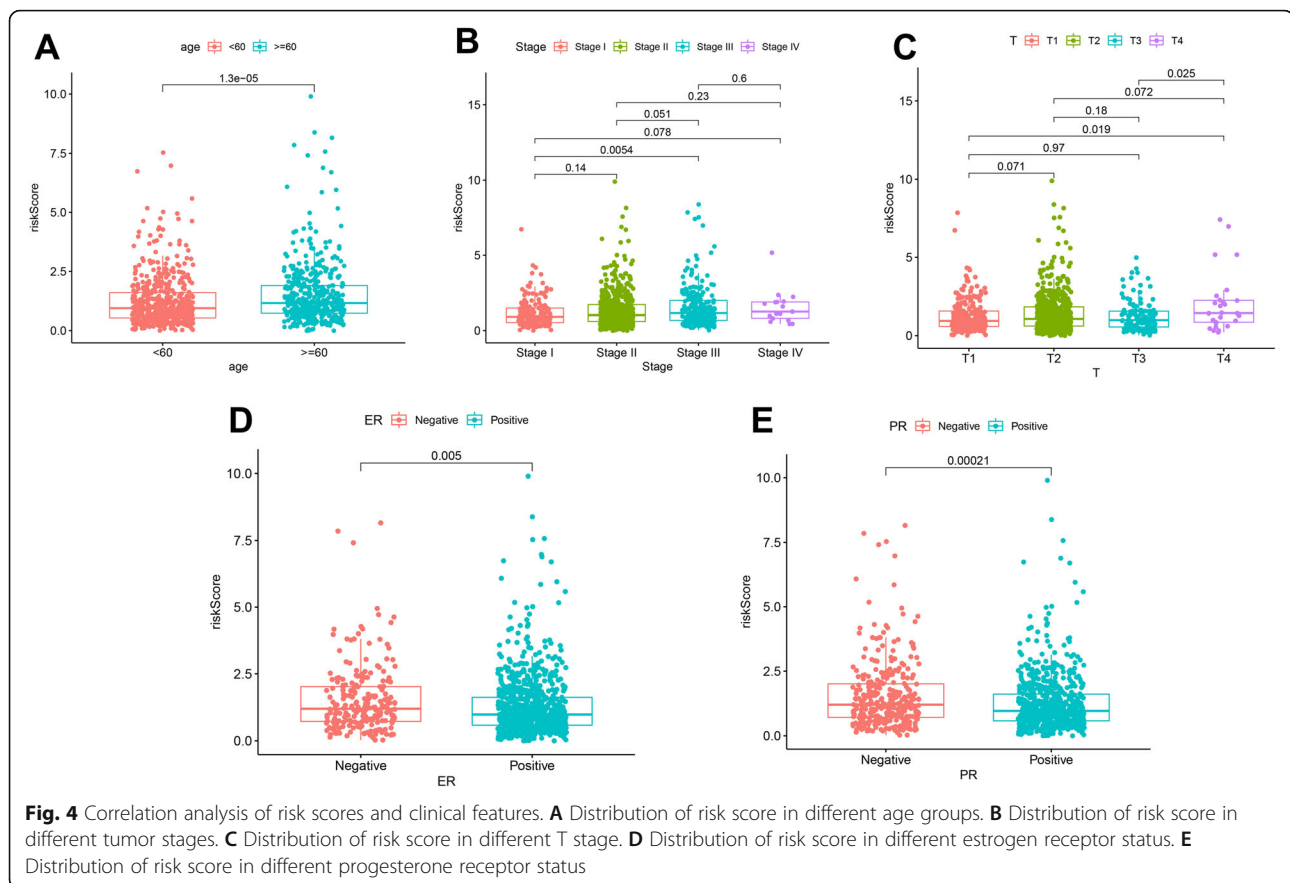 A
age <60 >=60
1.3e-05
10.0
7.5
5.0
2.5
0.0
riskScore
<60 >=60
age
B
Stage Stage I Stage II Stage III Stage IV
0.6
0.23
0.051
0.078
0.0054
0.14
15
10
5
0
riskScore
Stage I Stage II Stage III Stage IV
Stage
C
T T1 T2 T3 T4
0.025
0.072
0.18
0.019
0.97
0.071
15
10
5
0
riskScore
T1 T2 T3 T4
T
D
ER Negative Positive
0.005
10.0
7.5
5.0
2.5
0.0
riskScore
Negative Positive
ER
E
PR Negative Positive
0.00021
10.0
7.5
5.0
2.5
0.0
riskScore
Negative Positive
PR
Fig. 4 Correlation analysis of risk scores and clinical features. A Distribution of risk score in different age groups. B Distribution of risk score in
different tumor stages. C Distribution of risk score in different T stage. D Distribution of risk score in different estrogen receptor status. E
Distribution of risk score in different progesterone receptor status